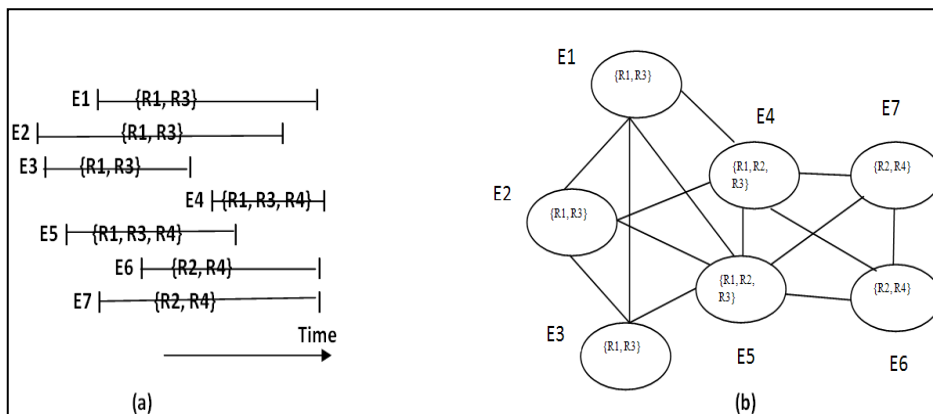 E1 {R1, R3}
E2 {R1, R3}
E3 {R1, R3}
E4 {R1, R3, R4}
E5 {R1, R3, R4}
E6 {R2, R4}
E7 {R2, R4}
Time
(a)
E1
{R1, R3}
E4
E7
{R1, R2,
R3}
{R2, R4}
E2
{R1, R3}
{R1, R2,
R3}
{R2, R4}
E3
{R1, R3}
E5
E6
(b)